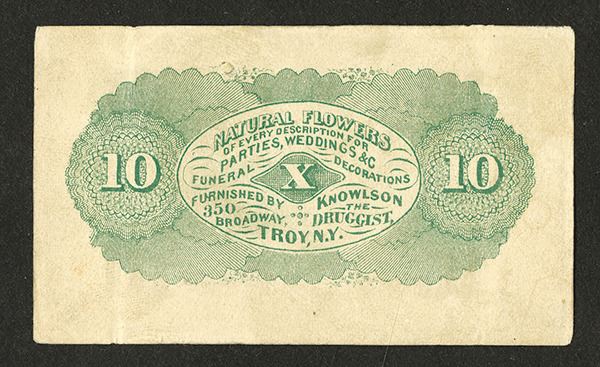 NATURAL FLOWERS
OF EVERY DESCRIPTION FOR
PARTIES, WEDDINGS & C
FUNERAL DECORATIONS
10 X 10
FURNISHED BY KNOWLSON
350 THE
BROADWAY, DRUGGIST,
TROY, N.Y.